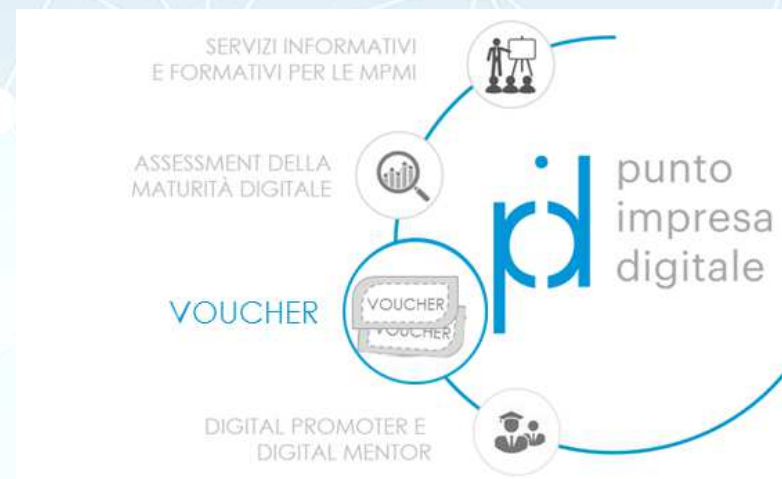 SERVIZI INFORMATIVI
E FORMATIVI PER LE MPMI
ASSESSMENT DELLA
MATURITÀ DIGITALE
VOUCHER
VOUCHER
VOUCHER
DIGITAL PROMOTER E
DIGITAL MENTOR
pid
punto
impresa
digitale